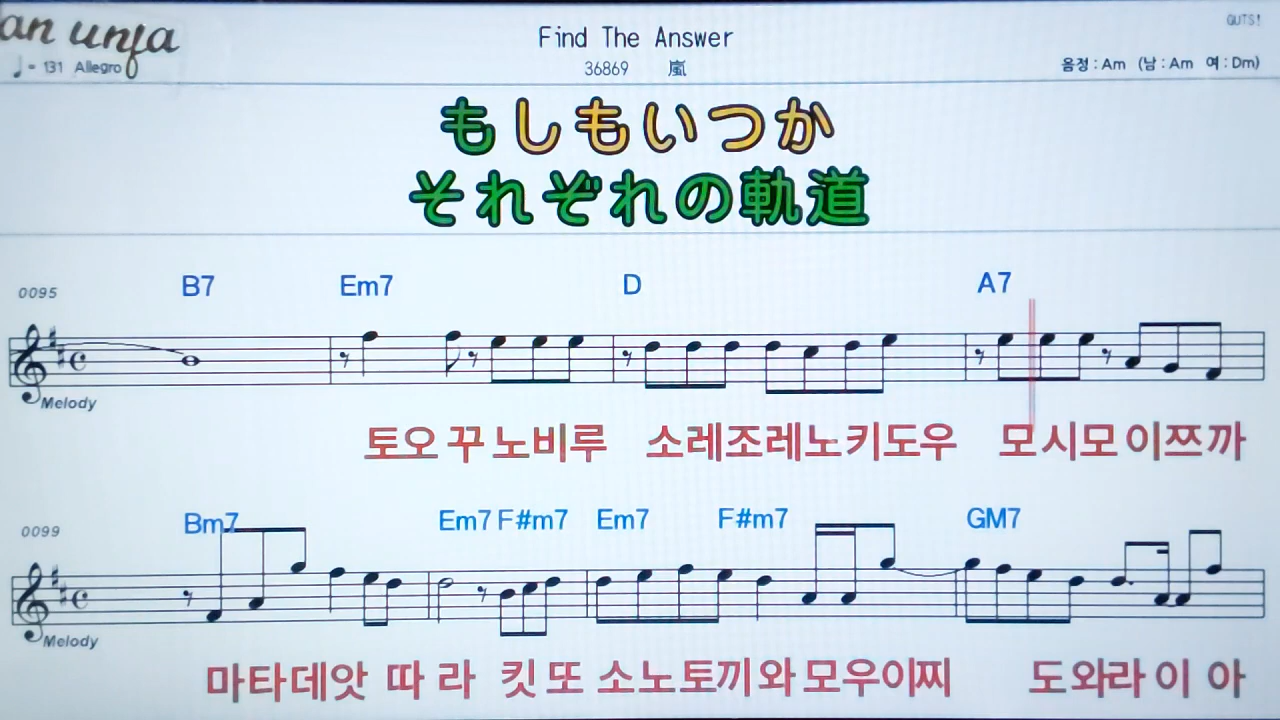 an unja
Find The Answer
GUTS!
♩= 131 Allegro
36869 嵐
음정 : Am (남 : Am 여 : Dm)
もしもいつか
それぞれの軌道
0095 B7 Em7 D A7
Melody
토오 꾸 노비루 소레조레노키도우 모시모 이쯔까
0099 Bm7 Em7 F#m7 Em7 F#m7 GM7
Melody
마타데앗 따 라 킷 또 소노토끼와 모우이찌 도와라 이 아